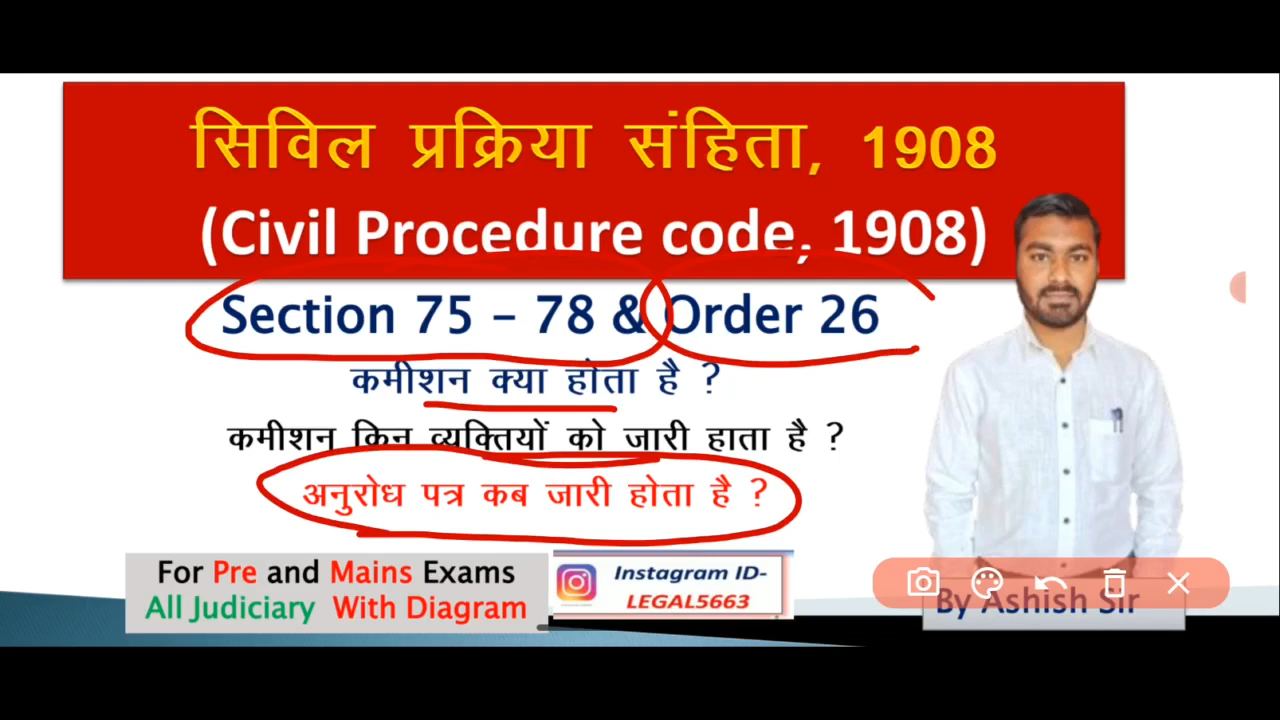 सिविल प्रक्रिया संहिता, 1908
(Civil Procedure code, 1908)
Section 75 – 78 & Order 26
कमीशन क्या होता है ?
कमीशन किन व्यक्तियों को जारी हाता है ?
अनुरोध पत्र कब जारी होता है ?
For Pre and Mains Exams
All Judiciary With Diagram
Instagram ID-
LEGAL5663
By Ashish Sir